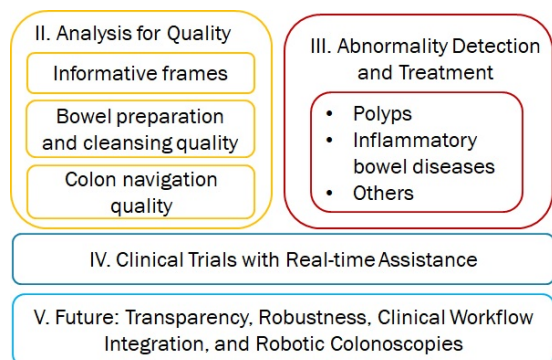 II. Analysis for Quality
Informative frames
Bowel preparation
and cleansing quality
Colon navigation
quality
III. Abnormality Detection
and Treatment
• Polyps
• Inflammatory
bowel diseases
• Others
IV. Clinical Trials with Real-time Assistance
V. Future: Transparency, Robustness, Clinical Workflow
Integration, and Robotic Colonoscopies